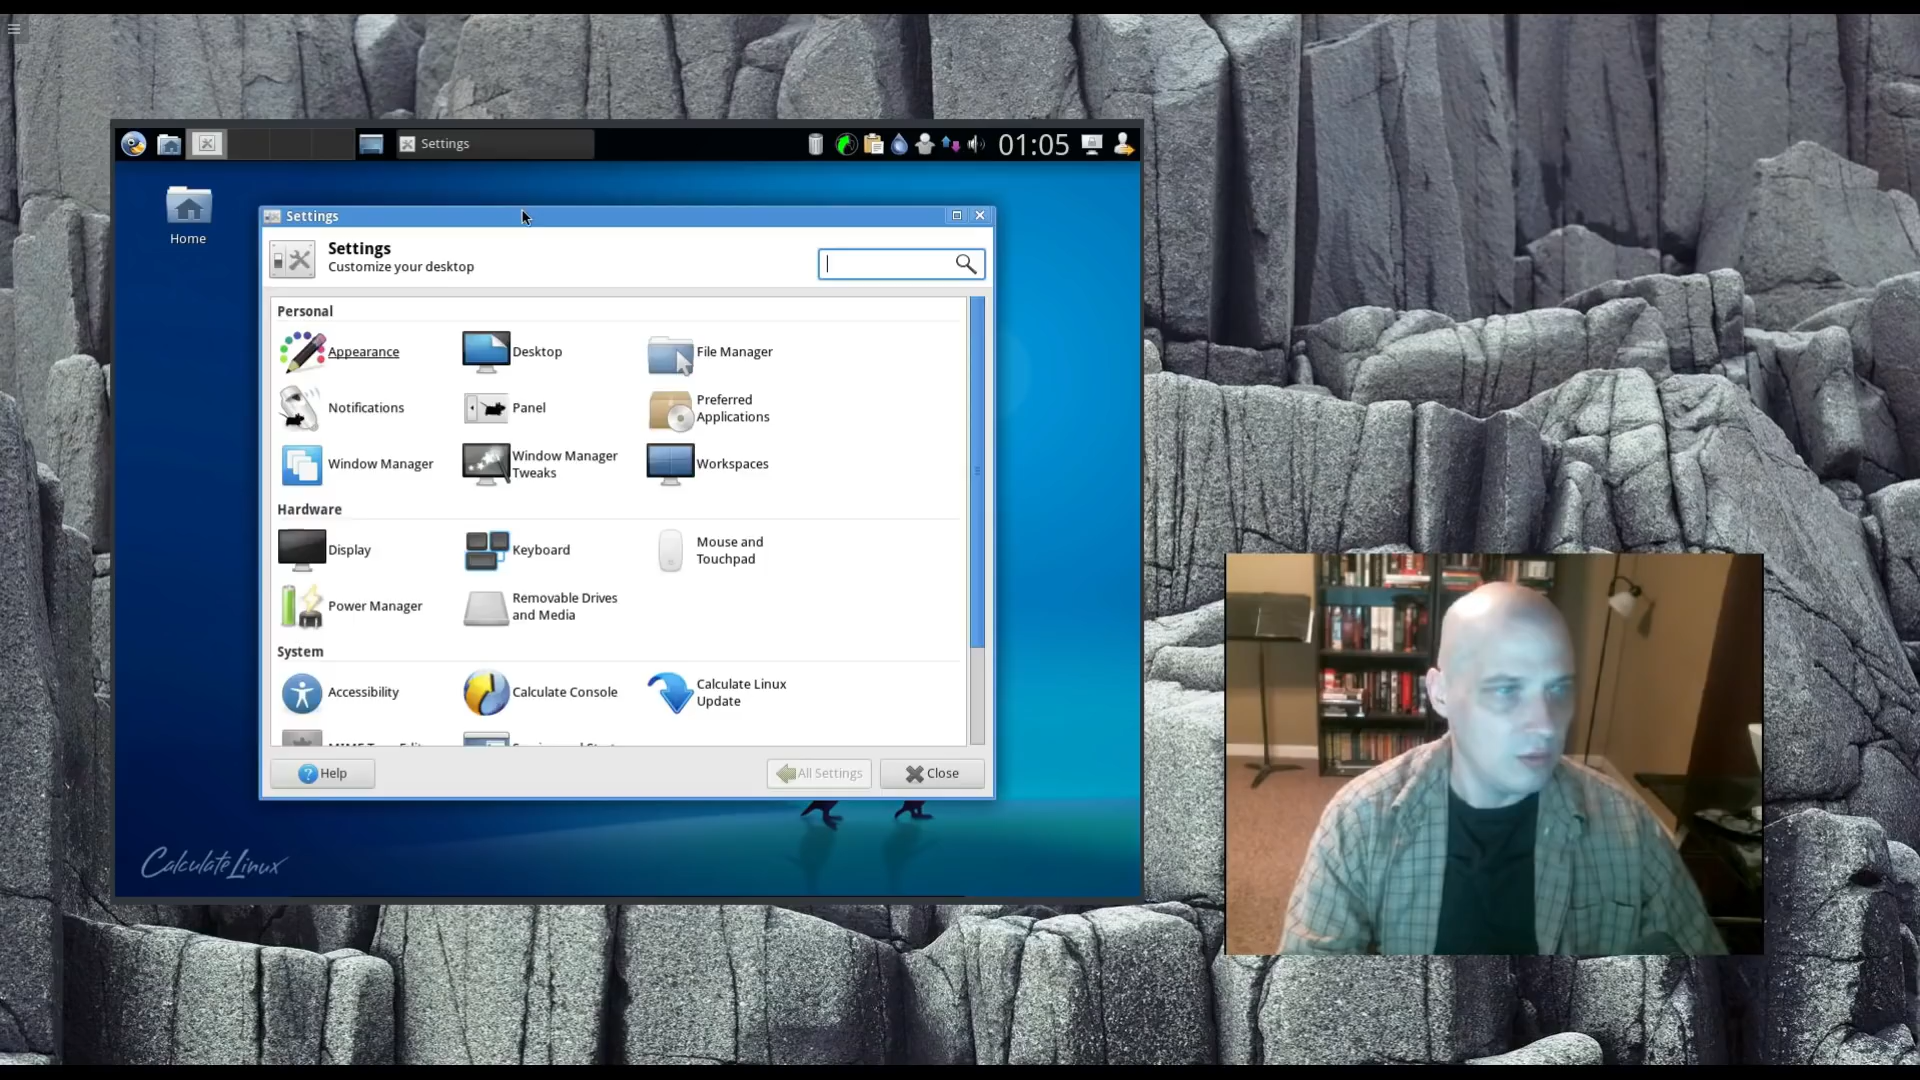 Settings
01:05
Home
Settings
Settings
Customize your desktop
Personal
Appearance
Desktop
File Manager
Notifications
Panel
Preferred
Applications
Window Manager
Window Manager
Tweaks
Workspaces
Hardware
Display
Keyboard
Mouse and
Touchpad
Power Manager
Removable Drives
and Media
System
Accessibility
Calculate Console
Calculate Linux
Update
Help
All Settings
Close
Calculate Linux